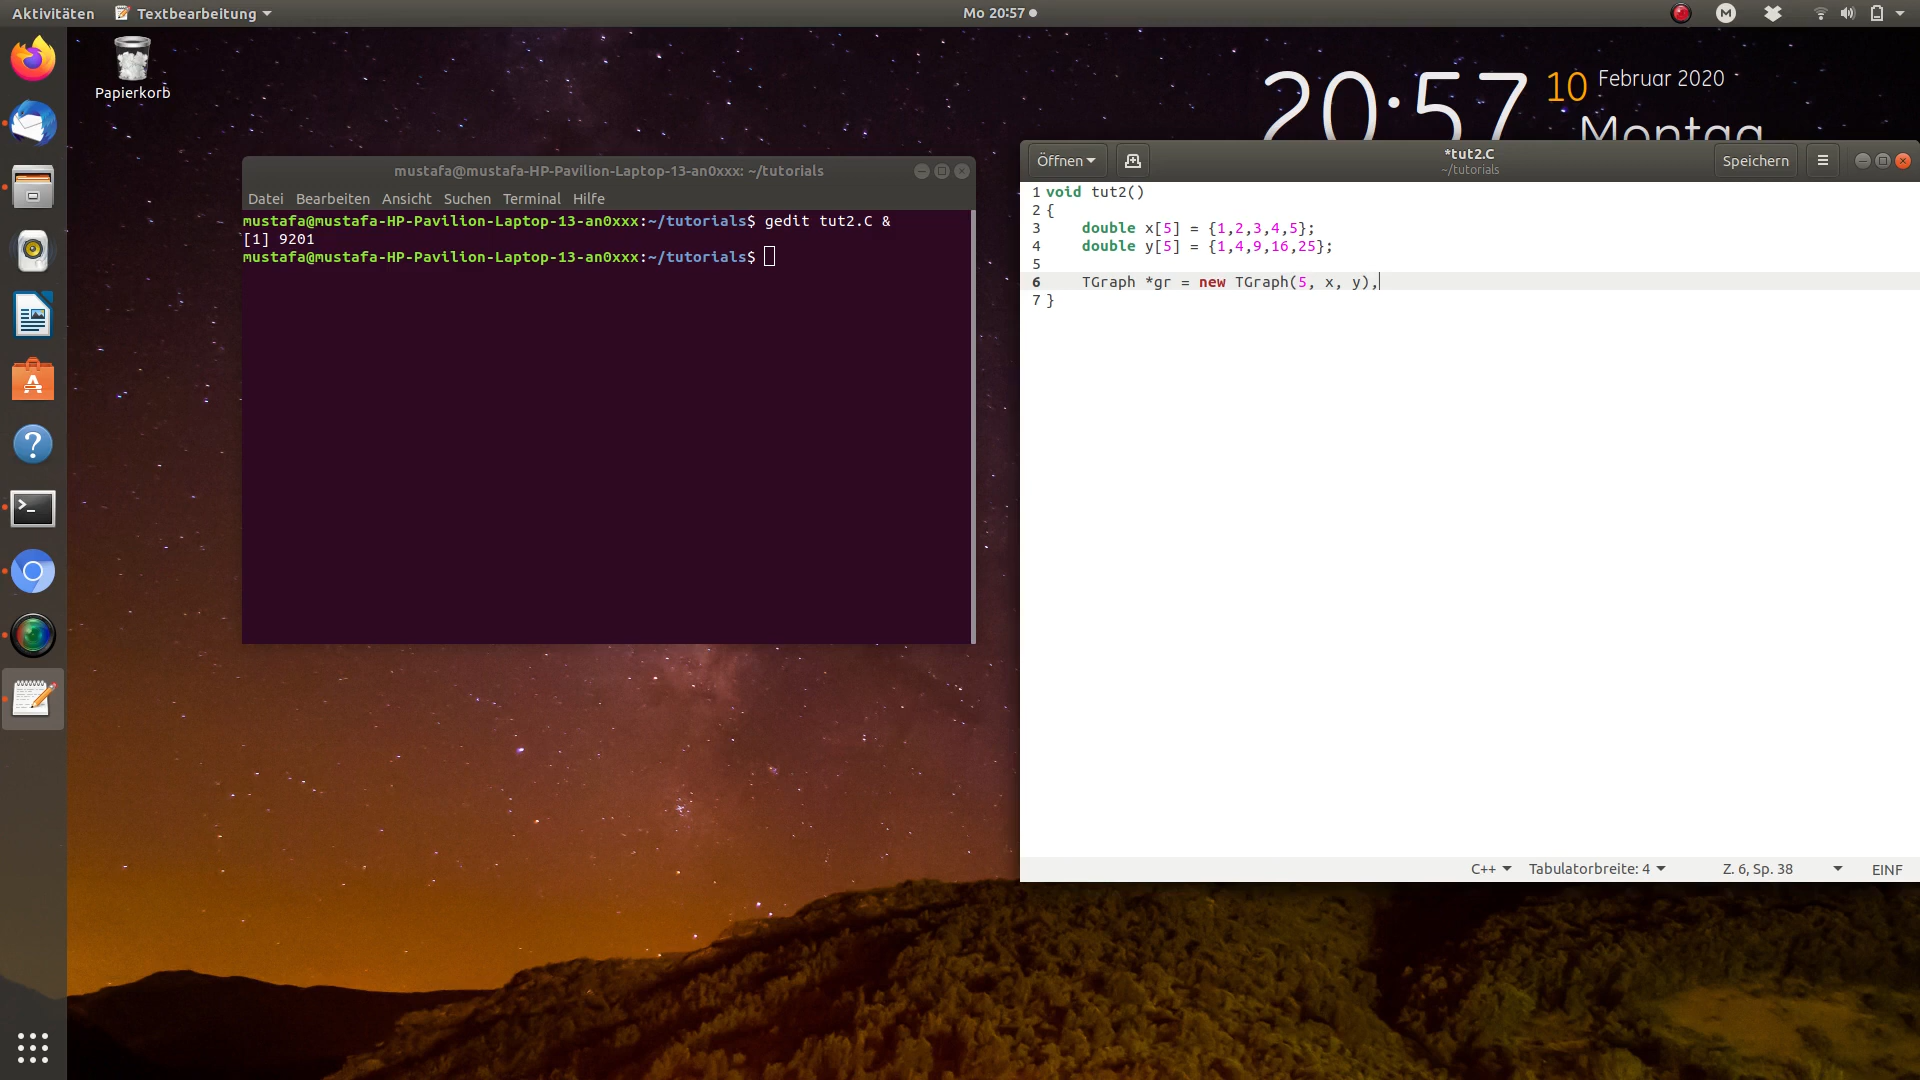 Aktivitäten Textbearbeitung Mo 20:57
M
Papierkorb
20:57 10 Februar 2020
Montag
mustafa@mustafa-HP-Pavilion-Laptop-13-an0xxx: ~/tutorials
Datei Bearbeiten Ansicht Suchen Terminal Hilfe
mustafa@mustafa-HP-Pavilion-Laptop-13-an0xxx:~/tutorials$ gedit tut2.C &
[1] 9201
mustafa@mustafa-HP-Pavilion-Laptop-13-an0xxx:~/tutorials$
Öffnen *tut2.C Speichern
~/tutorials
1 void tut2()
2 {
3     double x[5] = {1,2,3,4,5};
4     double y[5] = {1,4,9,16,25};
5
6     TGraph *gr = new TGraph(5, x, y),
7 }
C++ Tabulatorbreite: 4 Z. 6, Sp. 38 EINF